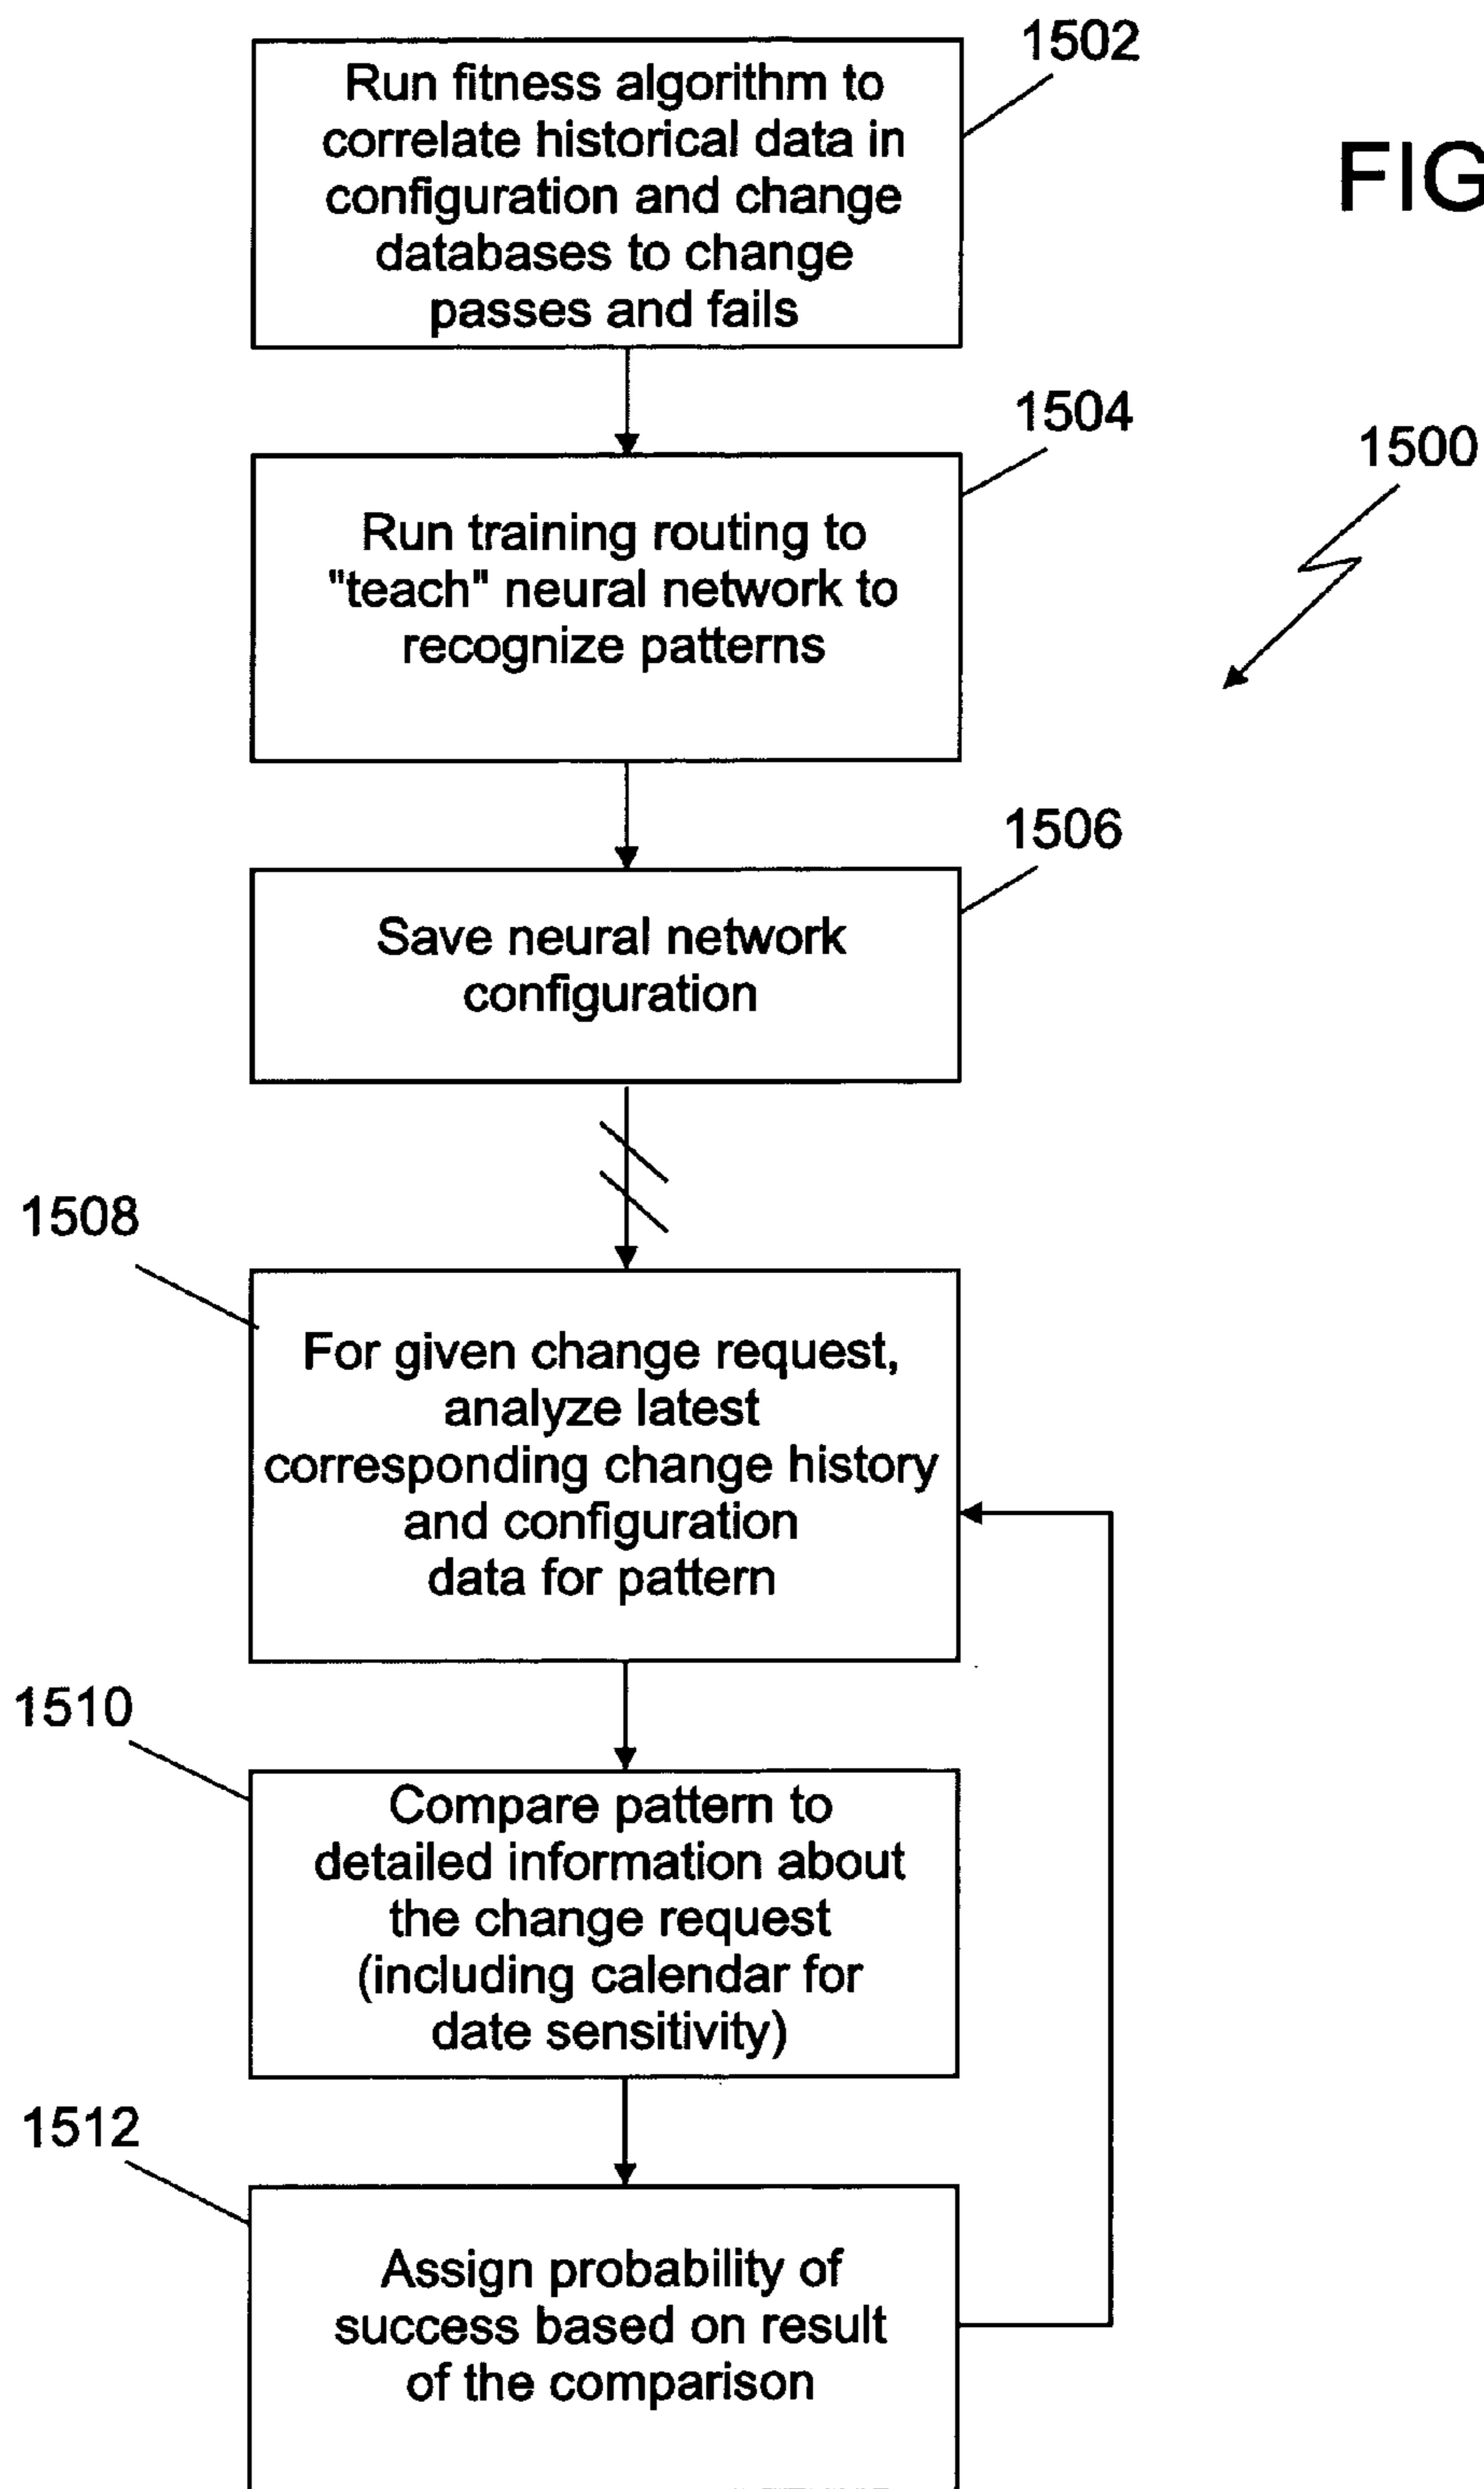 1502
Run fitness algorithm to
correlate historical data in
configuration and change
databases to change
passes and fails
FIG
1504
1500
Run training routing to
"teach" neural network to
recognize patterns
1506
Save neural network
configuration
1508
For given change request,
analyze latest
corresponding change history
and configuration
data for pattern
1510
Compare pattern to
detailed information about
the change request
(including calendar for
date sensitivity)
1512
Assign probability of
success based on result
of the comparison